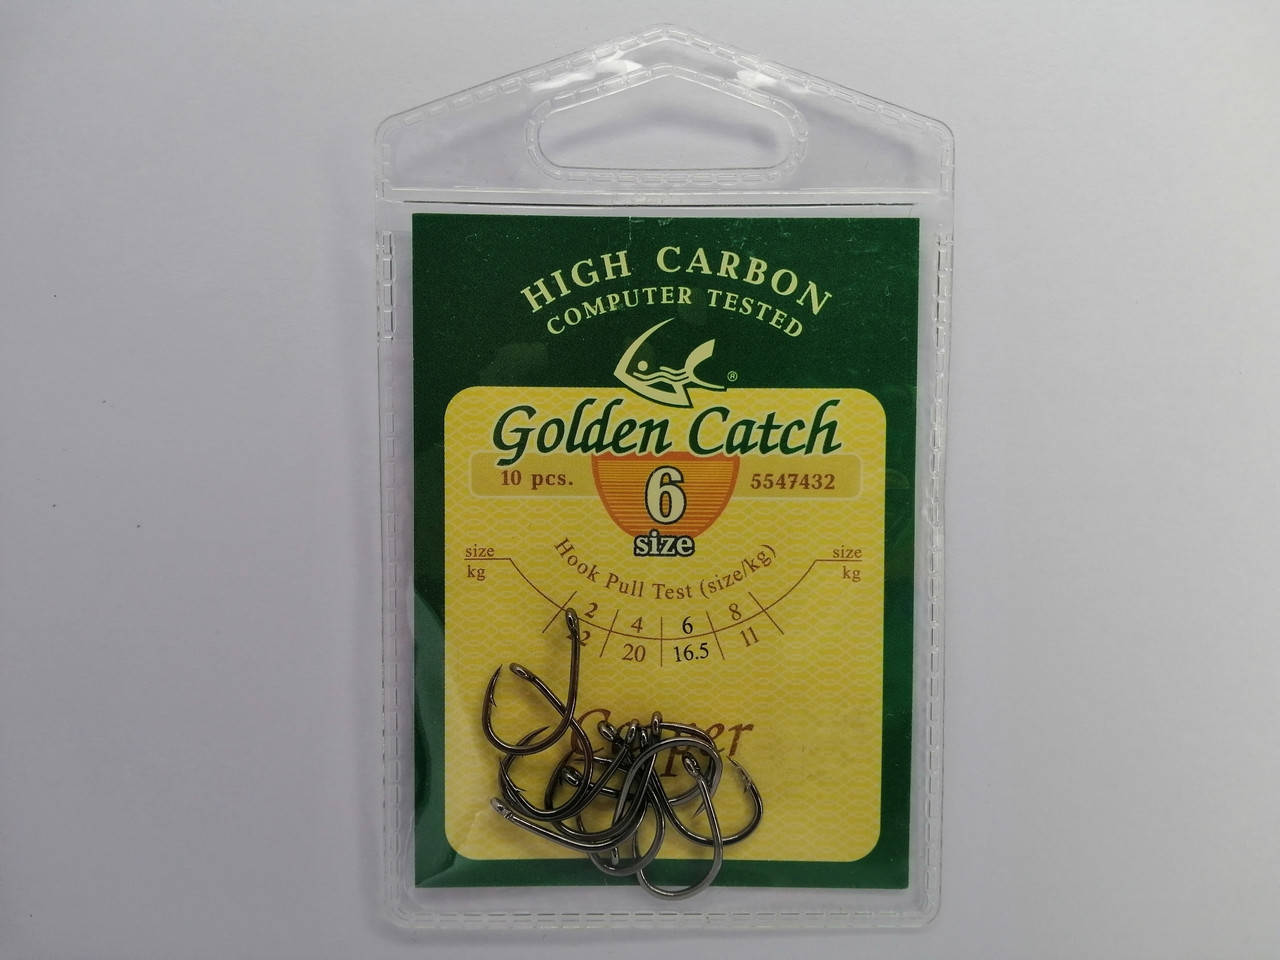 HIGH CARBON
COMPUTER TESTED
®
Golden Catch
10 pcs. 6 5547432
size
Hook Pull Test (size/kg)
size size
kg kg
2 4 6 8
20 16.5 11